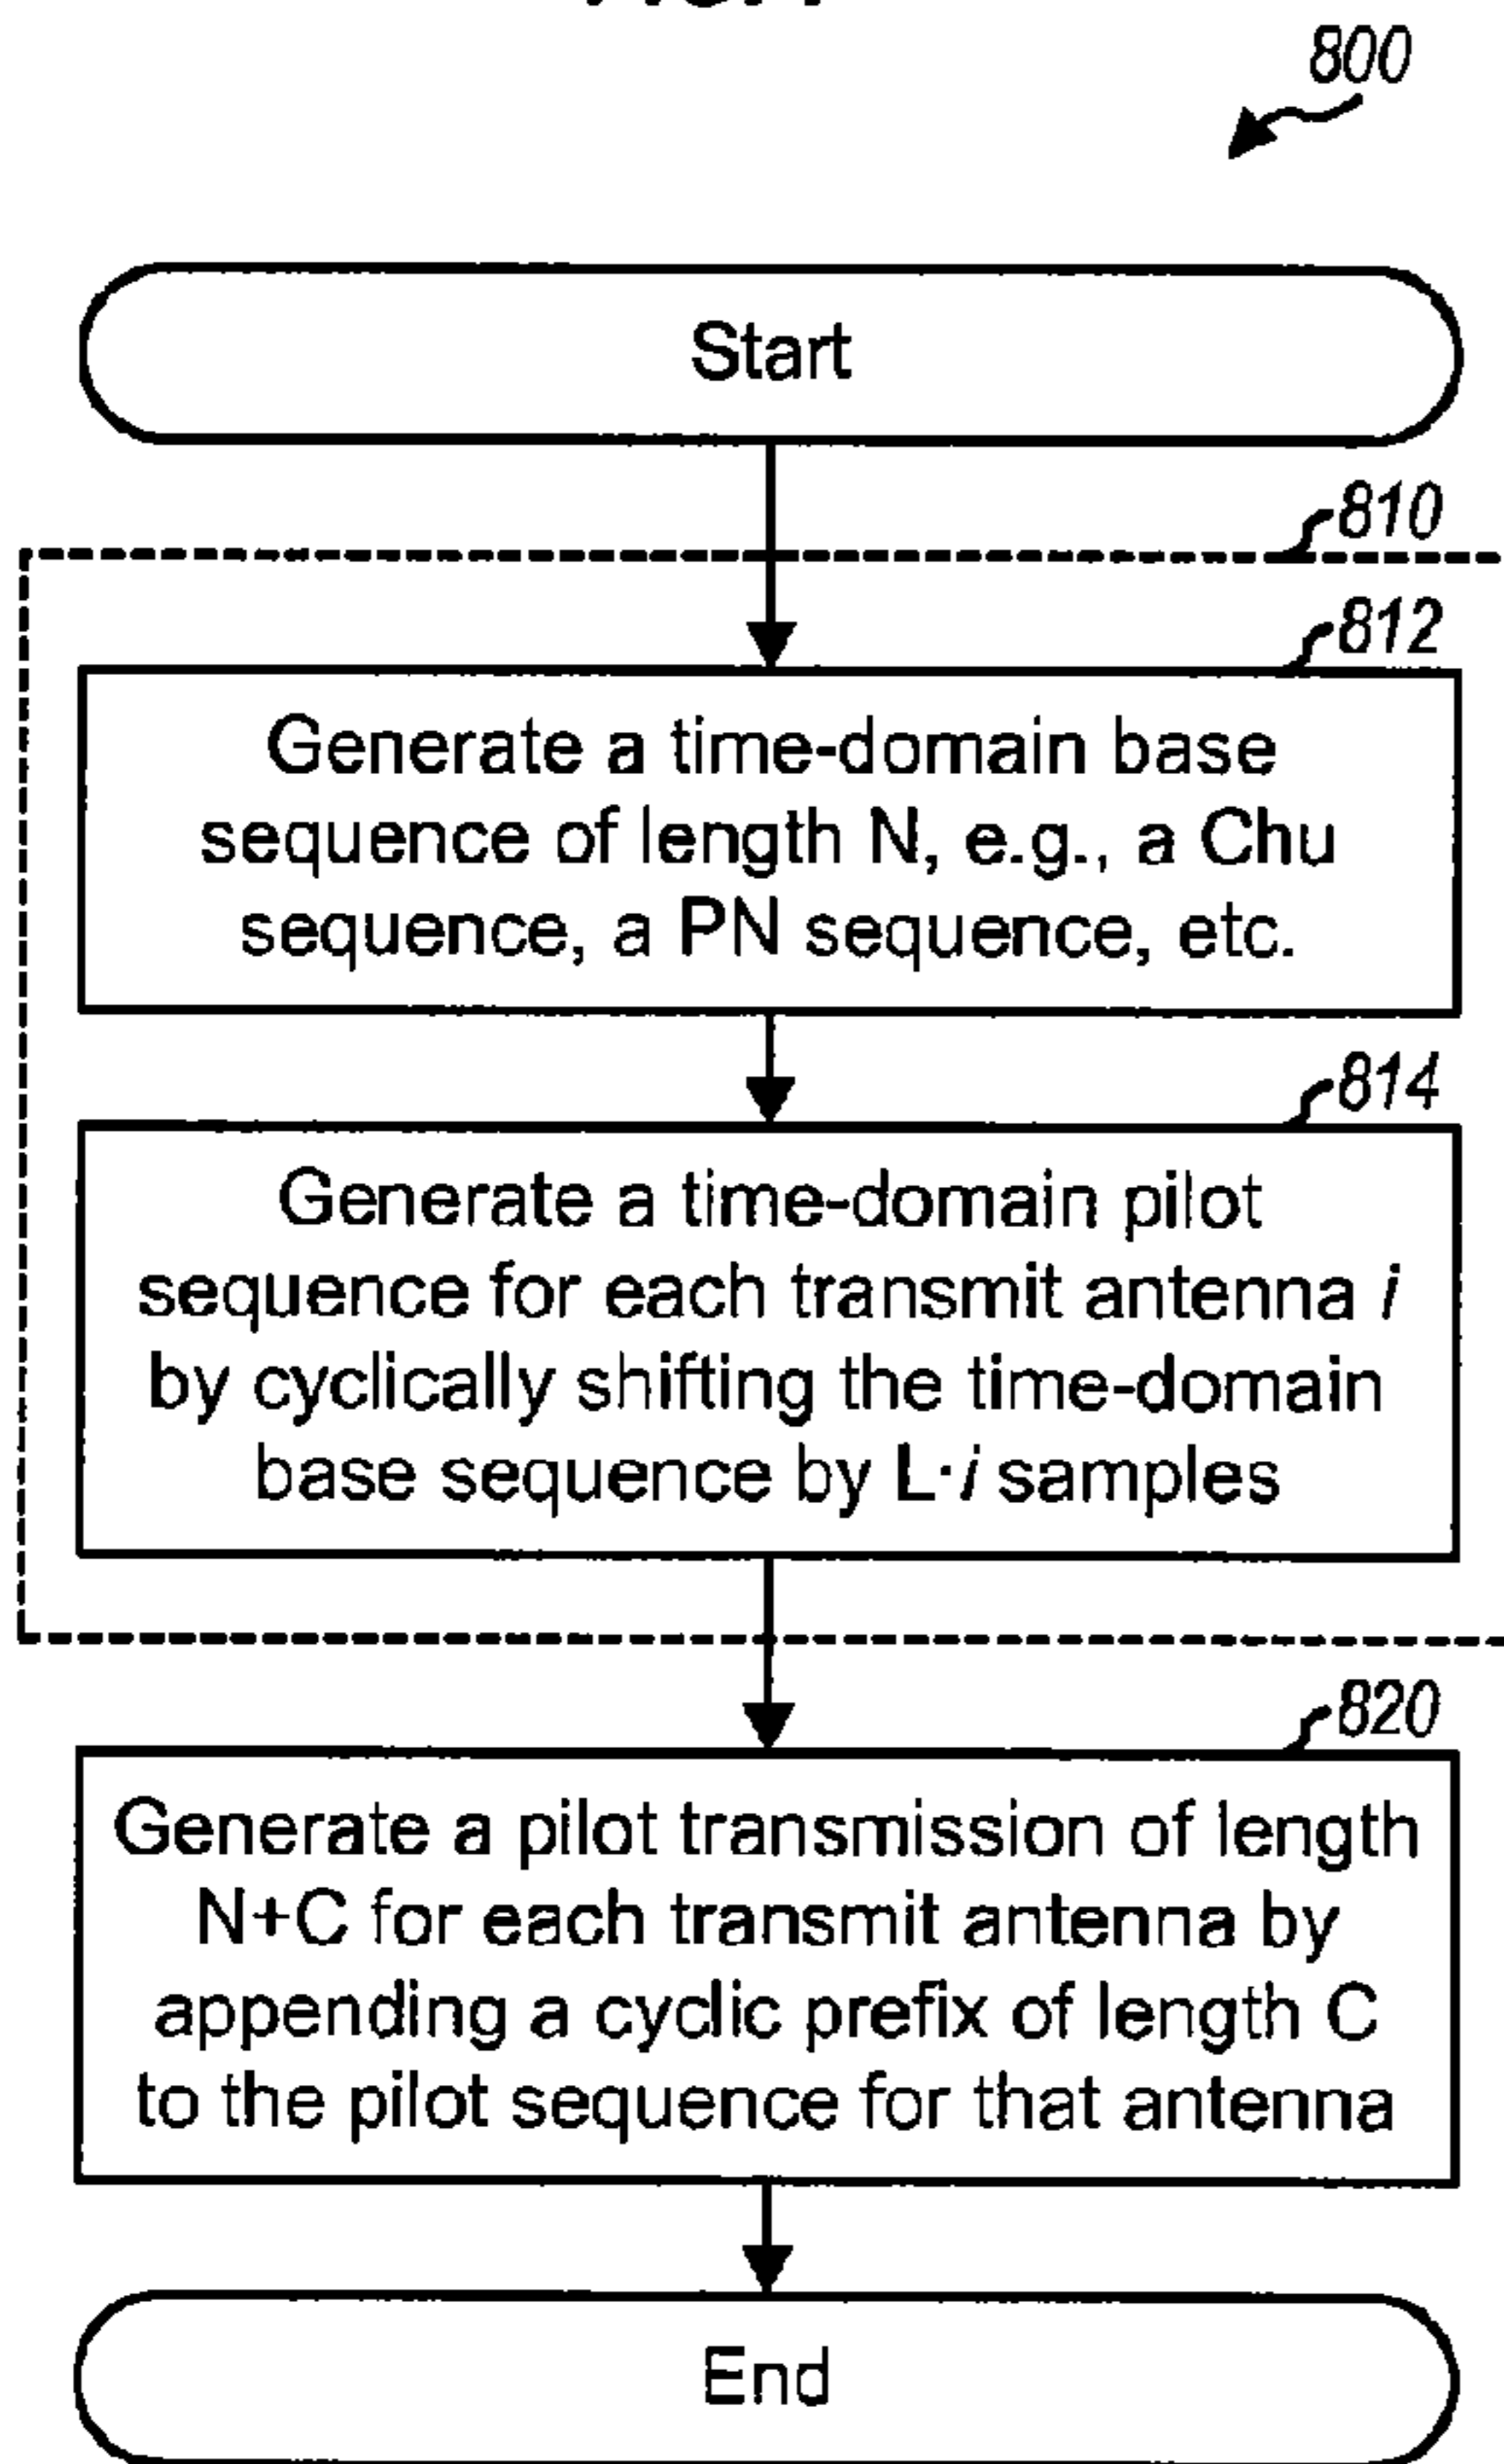 800
Start
810
812
Generate a time-domain base
sequence of length N, e.g., a Chu
sequence, a PN sequence, etc.
814
Generate a time-domain pilot
sequence for each transmit antenna i
by cyclically shifting the time-domain
base sequence by L·i samples
820
Generate a pilot transmission of length
N+C for each transmit antenna by
appending a cyclic prefix of length C
to the pilot sequence for that antenna
End